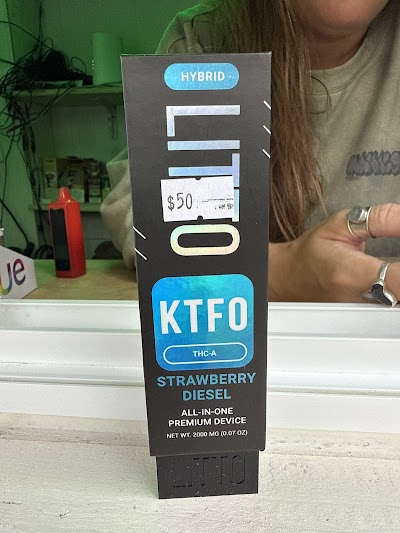 HYBRID
LITTO
$50
KTFO
THC-A
STRAWBERRY
DIESEL
ALL-IN-ONE
PREMIUM DEVICE
NET WT. 2000 MG (0.07 OZ)
LITTO
ue